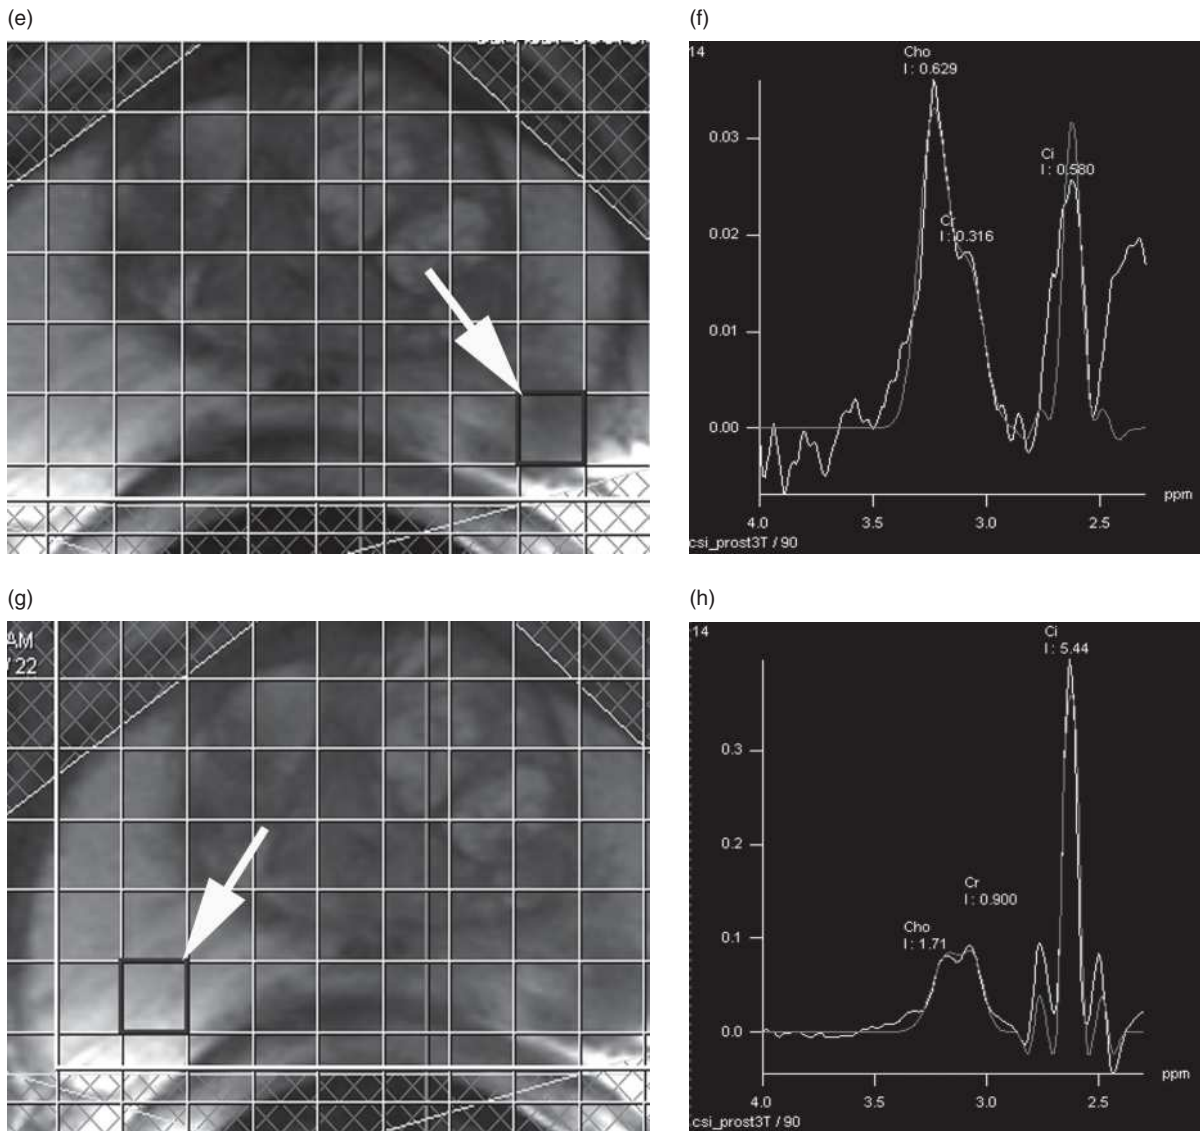 (e)
(f)
14
Cho
I : 0.629
0.03
Ci
I : 0.580
Cr
I : 0.316
0.02
0.01
0.00
ppm
4.0 3.5 3.0 2.5
csi_prost3T / 90
(g)
(h)
AM
/ 22
14
Ci
I : 5.44
0.3
0.2
Cr
I : 0.900
Cho
I : 1.71
0.1
0.0
ppm
4.0 3.5 3.0 2.5
csi_prost3T / 90